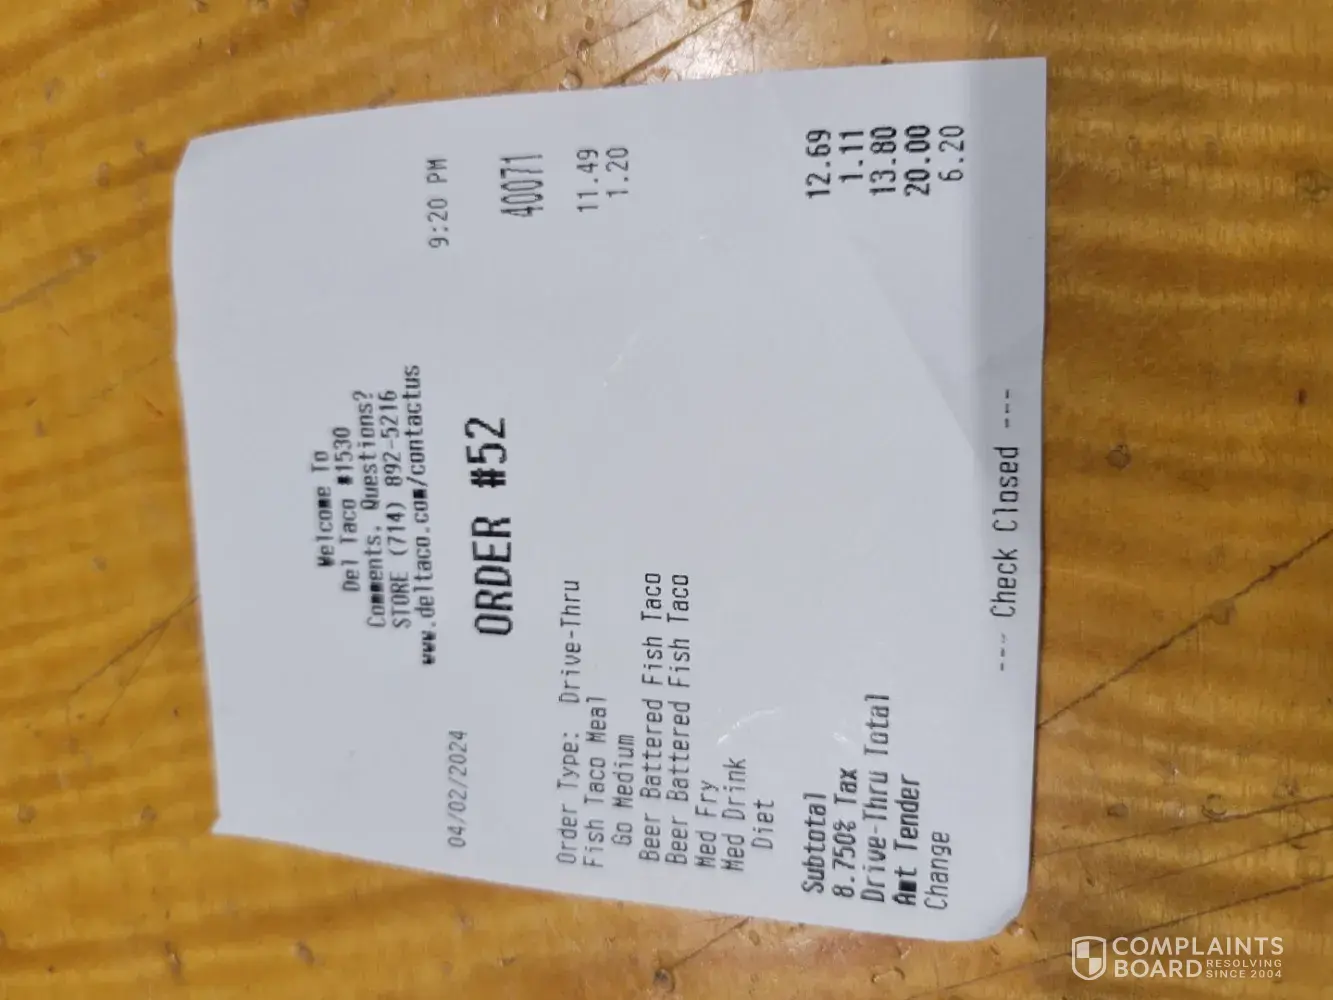 Welcome To
Del Taco #1530
Comments, Questions?
STORE (714) 892-5216
www.deltaco.com/contactus
04/02/2024 9:20 PM
ORDER #52 40071
Order Type: Drive-Thru
Fish Taco Meal 11.49
Go Medium 1.20
Beer Battered Fish Taco
Beer Battered Fish Taco
Med Fry
Med Drink
Diet
Subtotal 12.69
8.750% Tax 1.11
Drive-Thru Total 13.80
Amt Tender 20.00
Change 6.20
--- Check Closed ---
COMPLAINTS
BOARD RESOLVING SINCE 2004